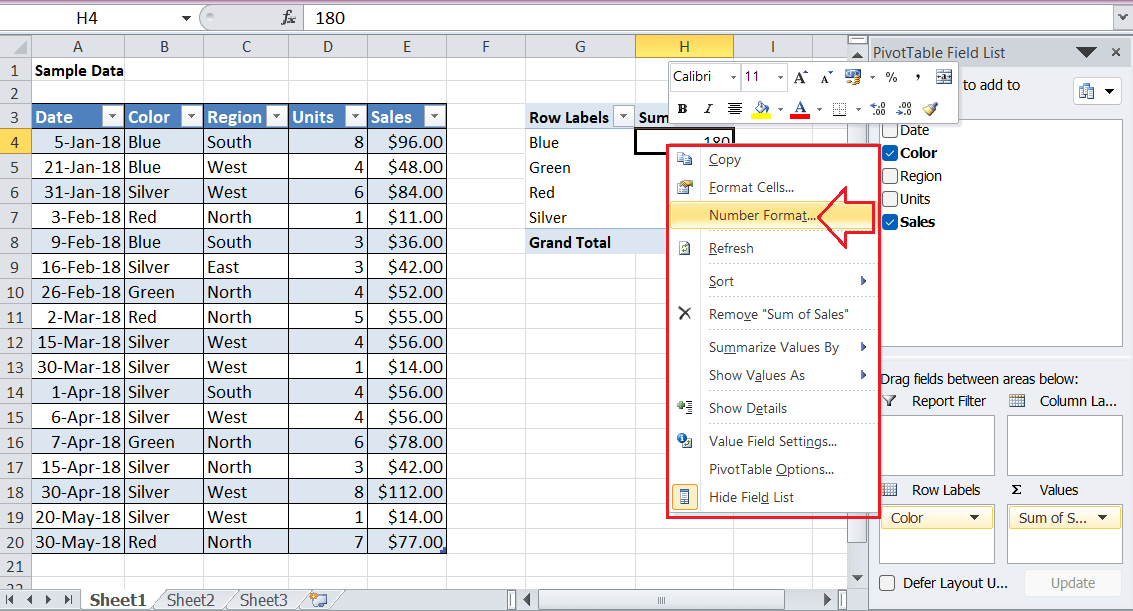 H4 fx 180
A B C D E F G H I
PivotTable Field List
1 Sample Data
Calibri 11 A A % , a
to add to
2
B I A .00 .0
3 Date Color Region Units Sales Row Labels Sum
4 5-Jan-18 Blue South 8 $96.00 Blue 180
5 21-Jan-18 Blue West 4 $48.00 Green
6 31-Jan-18 Silver West 6 $84.00 Red
7 3-Feb-18 Red North 1 $11.00 Silver
8 9-Feb-18 Blue South 3 $36.00 Grand Total
9 16-Feb-18 Silver East 3 $42.00
10 26-Feb-18 Green North 4 $52.00
11 2-Mar-18 Red North 5 $55.00
12 15-Mar-18 Silver West 4 $56.00
13 30-Mar-18 Silver West 1 $14.00
14 1-Apr-18 Silver South 4 $56.00
15 6-Apr-18 Silver West 4 $56.00
16 7-Apr-18 Green North 6 $78.00
17 15-Apr-18 Silver North 3 $42.00
18 30-Apr-18 Silver West 8 $112.00
19 20-May-18 Silver West 1 $14.00
20 30-May-18 Red North 7 $77.00
21
Copy
Format Cells...
Number Format...
Refresh
Sort
Remove "Sum of Sales"
Summarize Values By
Show Values As
Show Details
Value Field Settings...
PivotTable Options...
Hide Field List
Date
Color
Region
Units
Sales
Drag fields between areas below:
Report Filter Column La...
Row Labels Σ Values
Color Sum of S...
Defer Layout U... Update
Sheet1 Sheet2 Sheet3